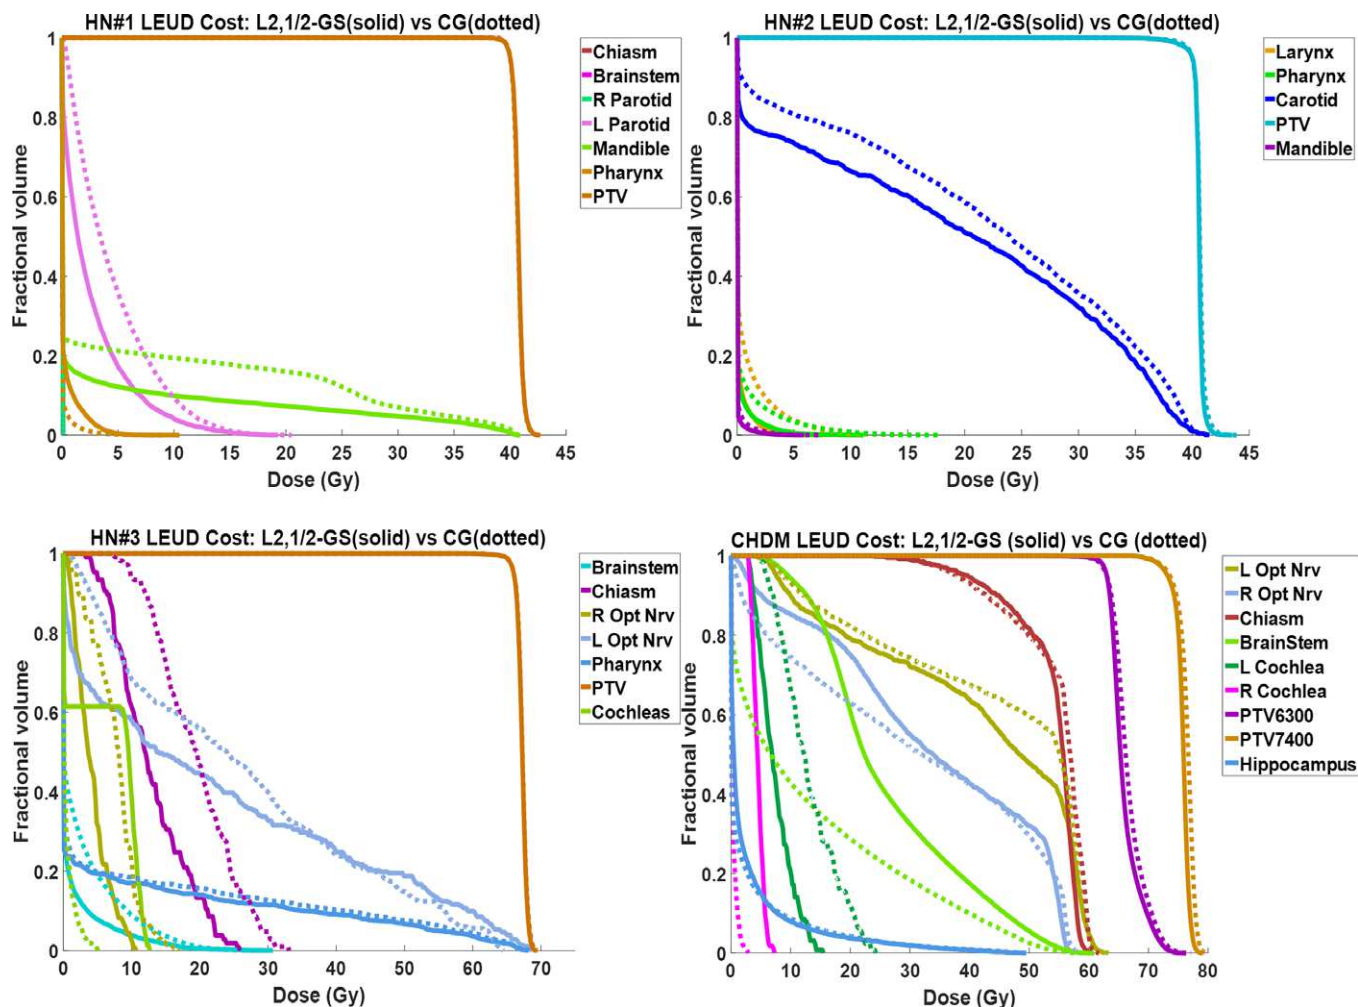 HN#1 LEUD Cost: L2,1/2-GS(solid) vs CG(dotted)
1
0.8
0.6
0.4
0.2
0
Fractional volume
0 5 10 15 20 25 30 35 40 45
Dose (Gy)
Chiasm
Brainstem
R Parotid
L Parotid
Mandible
Pharynx
PTV
HN#2 LEUD Cost: L2,1/2-GS(solid) vs CG(dotted)
1
0.8
0.6
0.4
0.2
0
Fractional volume
0 5 10 15 20 25 30 35 40 45
Dose (Gy)
Larynx
Pharynx
Carotid
PTV
Mandible
HN#3 LEUD Cost: L2,1/2-GS(solid) vs CG(dotted)
1
0.8
0.6
0.4
0.2
0
Fractional volume
0 10 20 30 40 50 60 70
Dose (Gy)
Brainstem
Chiasm
R Opt Nrv
L Opt Nrv
Pharynx
PTV
Cochleas
CHDM LEUD Cost: L2,1/2-GS (solid) vs CG (dotted)
1
0.8
0.6
0.4
0.2
0
Fractional volume
0 10 20 30 40 50 60 70 80
Dose (Gy)
L Opt Nrv
R Opt Nrv
Chiasm
BrainStem
L Cochlea
R Cochlea
PTV6300
PTV7400
Hippocampus